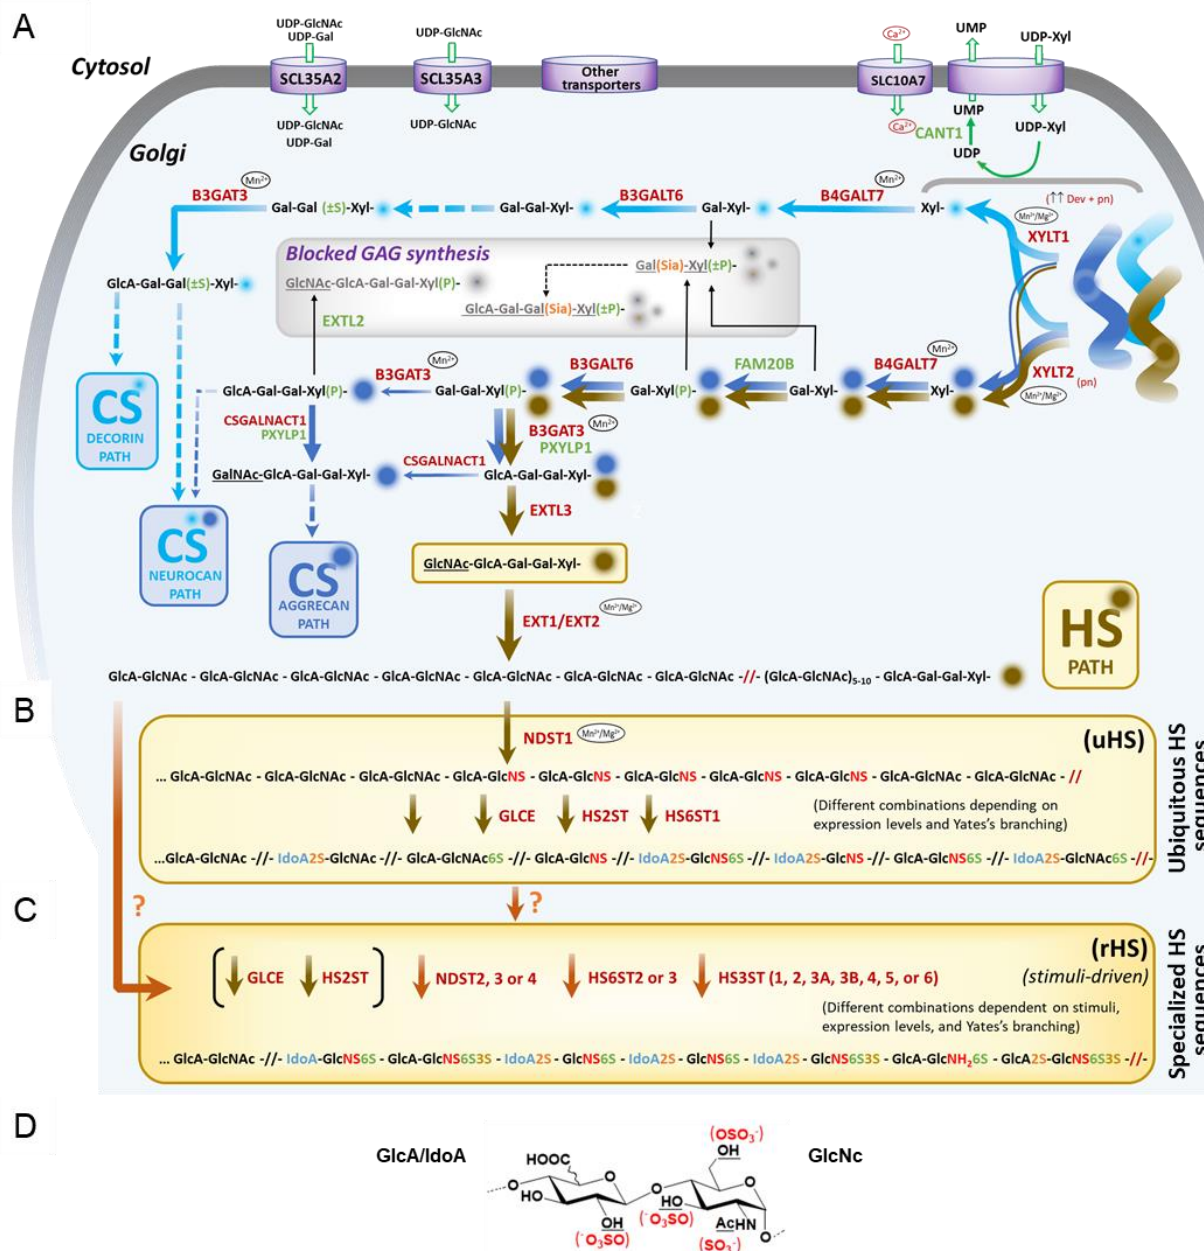 A
Cytosol
UDP-GlcNAc
UDP-Gal
SCL35A2
UDP-GlcNAc
UDP-Gal
UDP-GlcNAc
SCL35A3
UDP-GlcNAc
Other
transporters
Ca²⁺
SLC10A7
Ca²⁺
UMP
UDP-Xyl
UMP
UDP-Xyl
CANT1
UDP
Golgi
B3GAT3
Mn²⁺
Gal-Gal (±S)-Xyl-
Gal-Gal-Xyl-
B3GALT6
Gal-Xyl-
B4GALT7
Mn²⁺
Xyl-
(↑↑ Dev + pn)
Mn²⁺/Mg²⁺
XYLT1
Blocked GAG synthesis
GlcNAc-GlcA-Gal-Gal-Xyl(P)-
Gal(Sia)-Xyl(±P)-
GlcA-Gal-Gal(Sia)-Xyl(±P)-
EXTL2
GlcA-Gal-Gal(±S)-Xyl-
CS
DECORIN
PATH
GlcA-Gal-Gal-Xyl(P)-
B3GAT3
Mn²⁺
Gal-Gal-Xyl(P)-
B3GALT6
Gal-Xyl(P)-
FAM20B
Gal-Xyl-
B4GALT7
Mn²⁺
Xyl-
XYLT2
(pn)
Mn²⁺/Mg²⁺
CSGALNACT1
PXYLP1
B3GAT3
Mn²⁺
PXYLP1
GalNAc-GlcA-Gal-Gal-Xyl-
CSGALNACT1
GlcA-Gal-Gal-Xyl-
EXTL3
CS
NEUROCAN
PATH
CS
AGGRECAN
PATH
GlcNAc-GlcA-Gal-Gal-Xyl-
EXT1/EXT2
Mn²⁺/Mg²⁺
HS
PATH
GlcA-GlcNAc - GlcA-GlcNAc - GlcA-GlcNAc - GlcA-GlcNAc - GlcA-GlcNAc - GlcA-GlcNAc - GlcA-GlcNAc -//- (GlcA-GlcNAc)5-10 - GlcA-Gal-Gal-Xyl-
B
NDST1
Mn²⁺/Mg²⁺
(uHS)
Ubiquitous HS
sequences
... GlcA-GlcNAc - GlcA-GlcNAc - GlcA-GlcNAc - GlcA-GlcNS - GlcA-GlcNS - GlcA-GlcNS - GlcA-GlcNS - GlcA-GlcNS - GlcA-GlcNAc - GlcA-GlcNAc - //
GLCE
HS2ST
HS6ST1
(Different combinations depending on
expression levels and Yates's branching)
...GlcA-GlcNAc -//- IdoA2S-GlcNAc -//- GlcA-GlcNAc6S -//- GlcA-GlcNS -//- IdoA2S-GlcNS6S -//- IdoA2S-GlcNS -//- GlcA-GlcNS6S -//- IdoA2S-GlcNAc6S -//-
C
?
?
(rHS)
(stimuli-driven)
Specialized HS
sequences
GLCE
HS2ST
NDST2, 3 or 4
HS6ST2 or 3
HS3ST (1, 2, 3A, 3B, 4, 5, or 6)
(Different combinations dependent on stimuli,
expression levels, and Yates's branching)
... GlcA-GlcNAc -//- IdoA-GlcNS6S - GlcA-GlcNS6S3S - IdoA2S - GlcNS6S - IdoA2S - GlcNS6S - IdoA2S - GlcNS6S3S - GlcA-GlcNH₂6S - GlcA2S-GlcNS6S3S -//-
D
GlcA/IdoA
GlcNc
(OSO₃⁻)
OH
HOOC
O
O
HO
O
HO
O
OH
(⁻O₃SO)
(⁻O₃SO)
AcHN
(SO₃⁻)
O